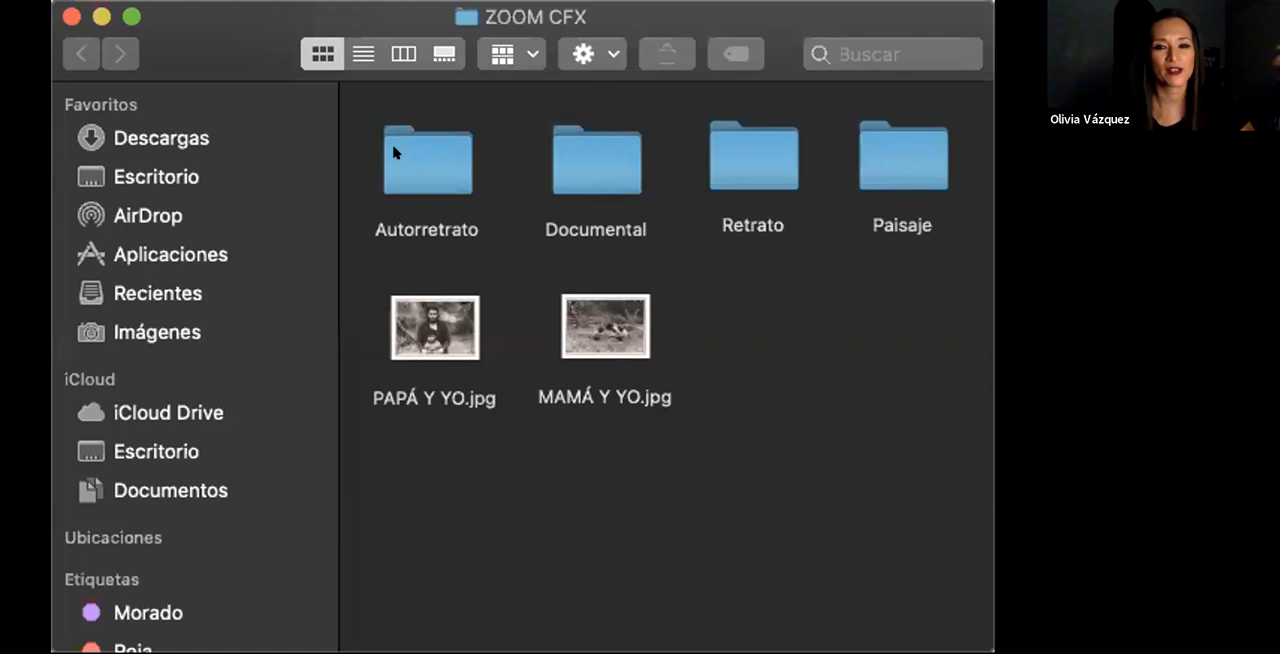 ZOOM CFX
Buscar
Favoritos
Descargas
Escritorio
AirDrop
Aplicaciones
Recientes
Imágenes
iCloud
iCloud Drive
Escritorio
Documentos
Ubicaciones
Etiquetas
Morado
Autorretrato
Documental
Retrato
Paisaje
PAPÁ Y YO.jpg
MAMÁ Y YO.jpg
Olivia Vázquez